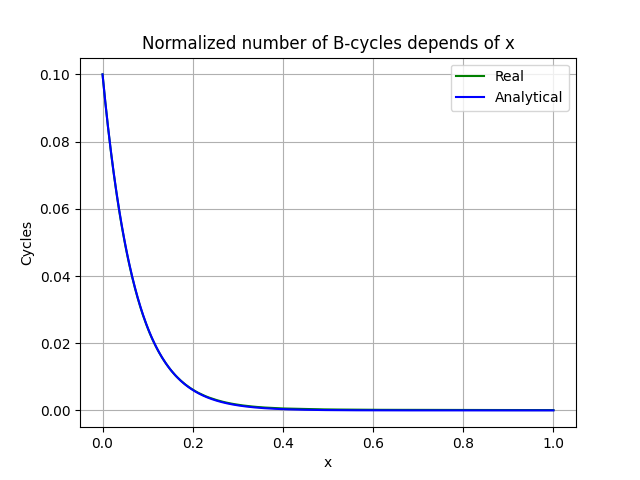 Normalized number of B-cycles depends of x
Real
Analytical
0.10
0.08
0.06
0.04
0.02
0.00
Cycles
0.0 0.2 0.4 0.6 0.8 1.0
x